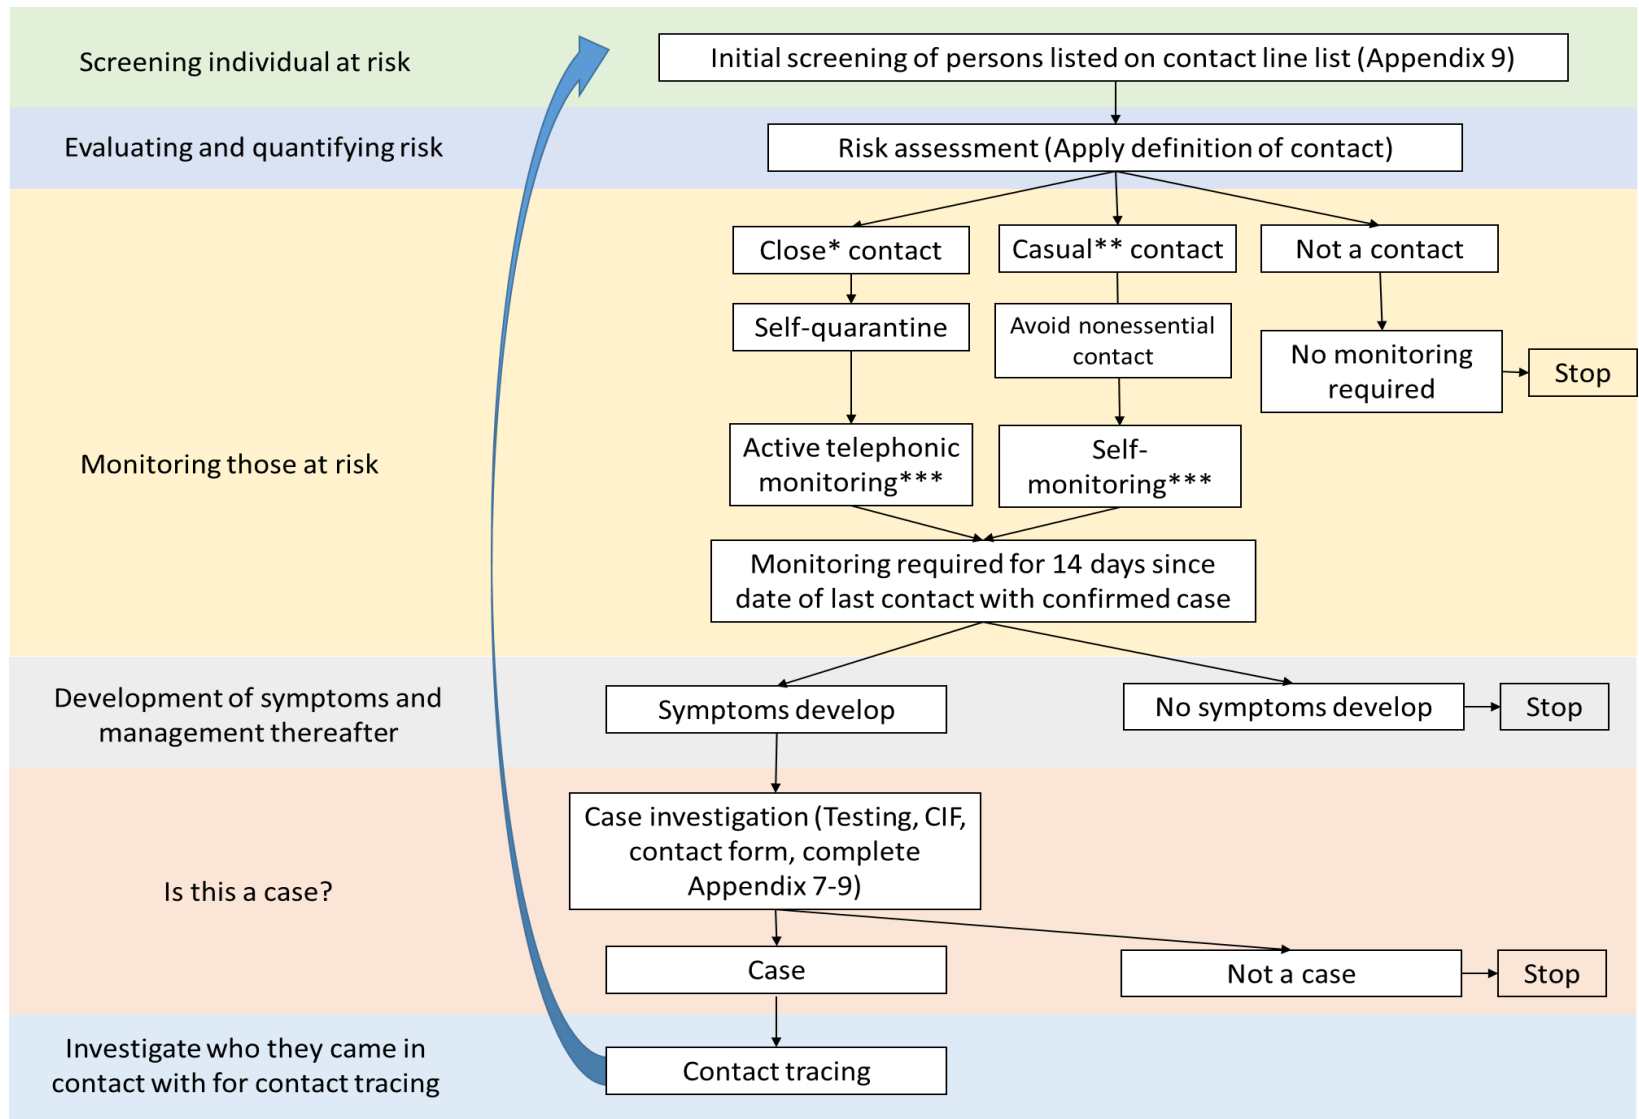 Screening individual at risk
Initial screening of persons listed on contact line list (Appendix 9)
Evaluating and quantifying risk
Risk assessment (Apply definition of contact)
Monitoring those at risk
Close* contact
Casual** contact
Not a contact
Self-quarantine
Avoid nonessential
contact
No monitoring
required
Stop
Active telephonic
monitoring***
Self-
monitoring***
Monitoring required for 14 days since
date of last contact with confirmed case
Development of symptoms and
management thereafter
Symptoms develop
No symptoms develop
Stop
Is this a case?
Case investigation (Testing, CIF,
contact form, complete
Appendix 7-9)
Case
Not a case
Stop
Investigate who they came in
contact with for contact tracing
Contact tracing